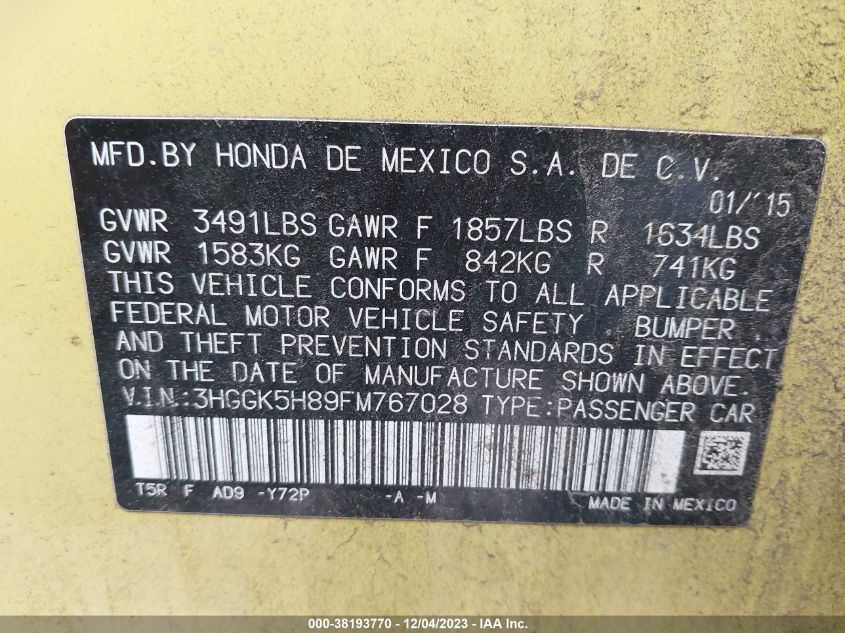 MFD.BY HONDA DE MEXICO S.A. DE C.V.
01/'15
GVWR 3491LBS GAWR F 1857LBS R 1634LBS
GVWR 1583KG GAWR F 842KG R 741KG
THIS VEHICLE CONFORMS TO ALL APPLICABLE
FEDERAL MOTOR VEHICLE SAFETY BUMPER
AND THEFT PREVENTION STANDARDS IN EFFECT
ON THE DATE OF MANUFACTURE SHOWN ABOVE.
V.I.N.:3HGGK5H89FM767028 TYPE:PASSENGER CAR
T5R F AD9 -Y72P -A -M
MADE IN MEXICO
000-38193770 - 12/04/2023 - IAA Inc.